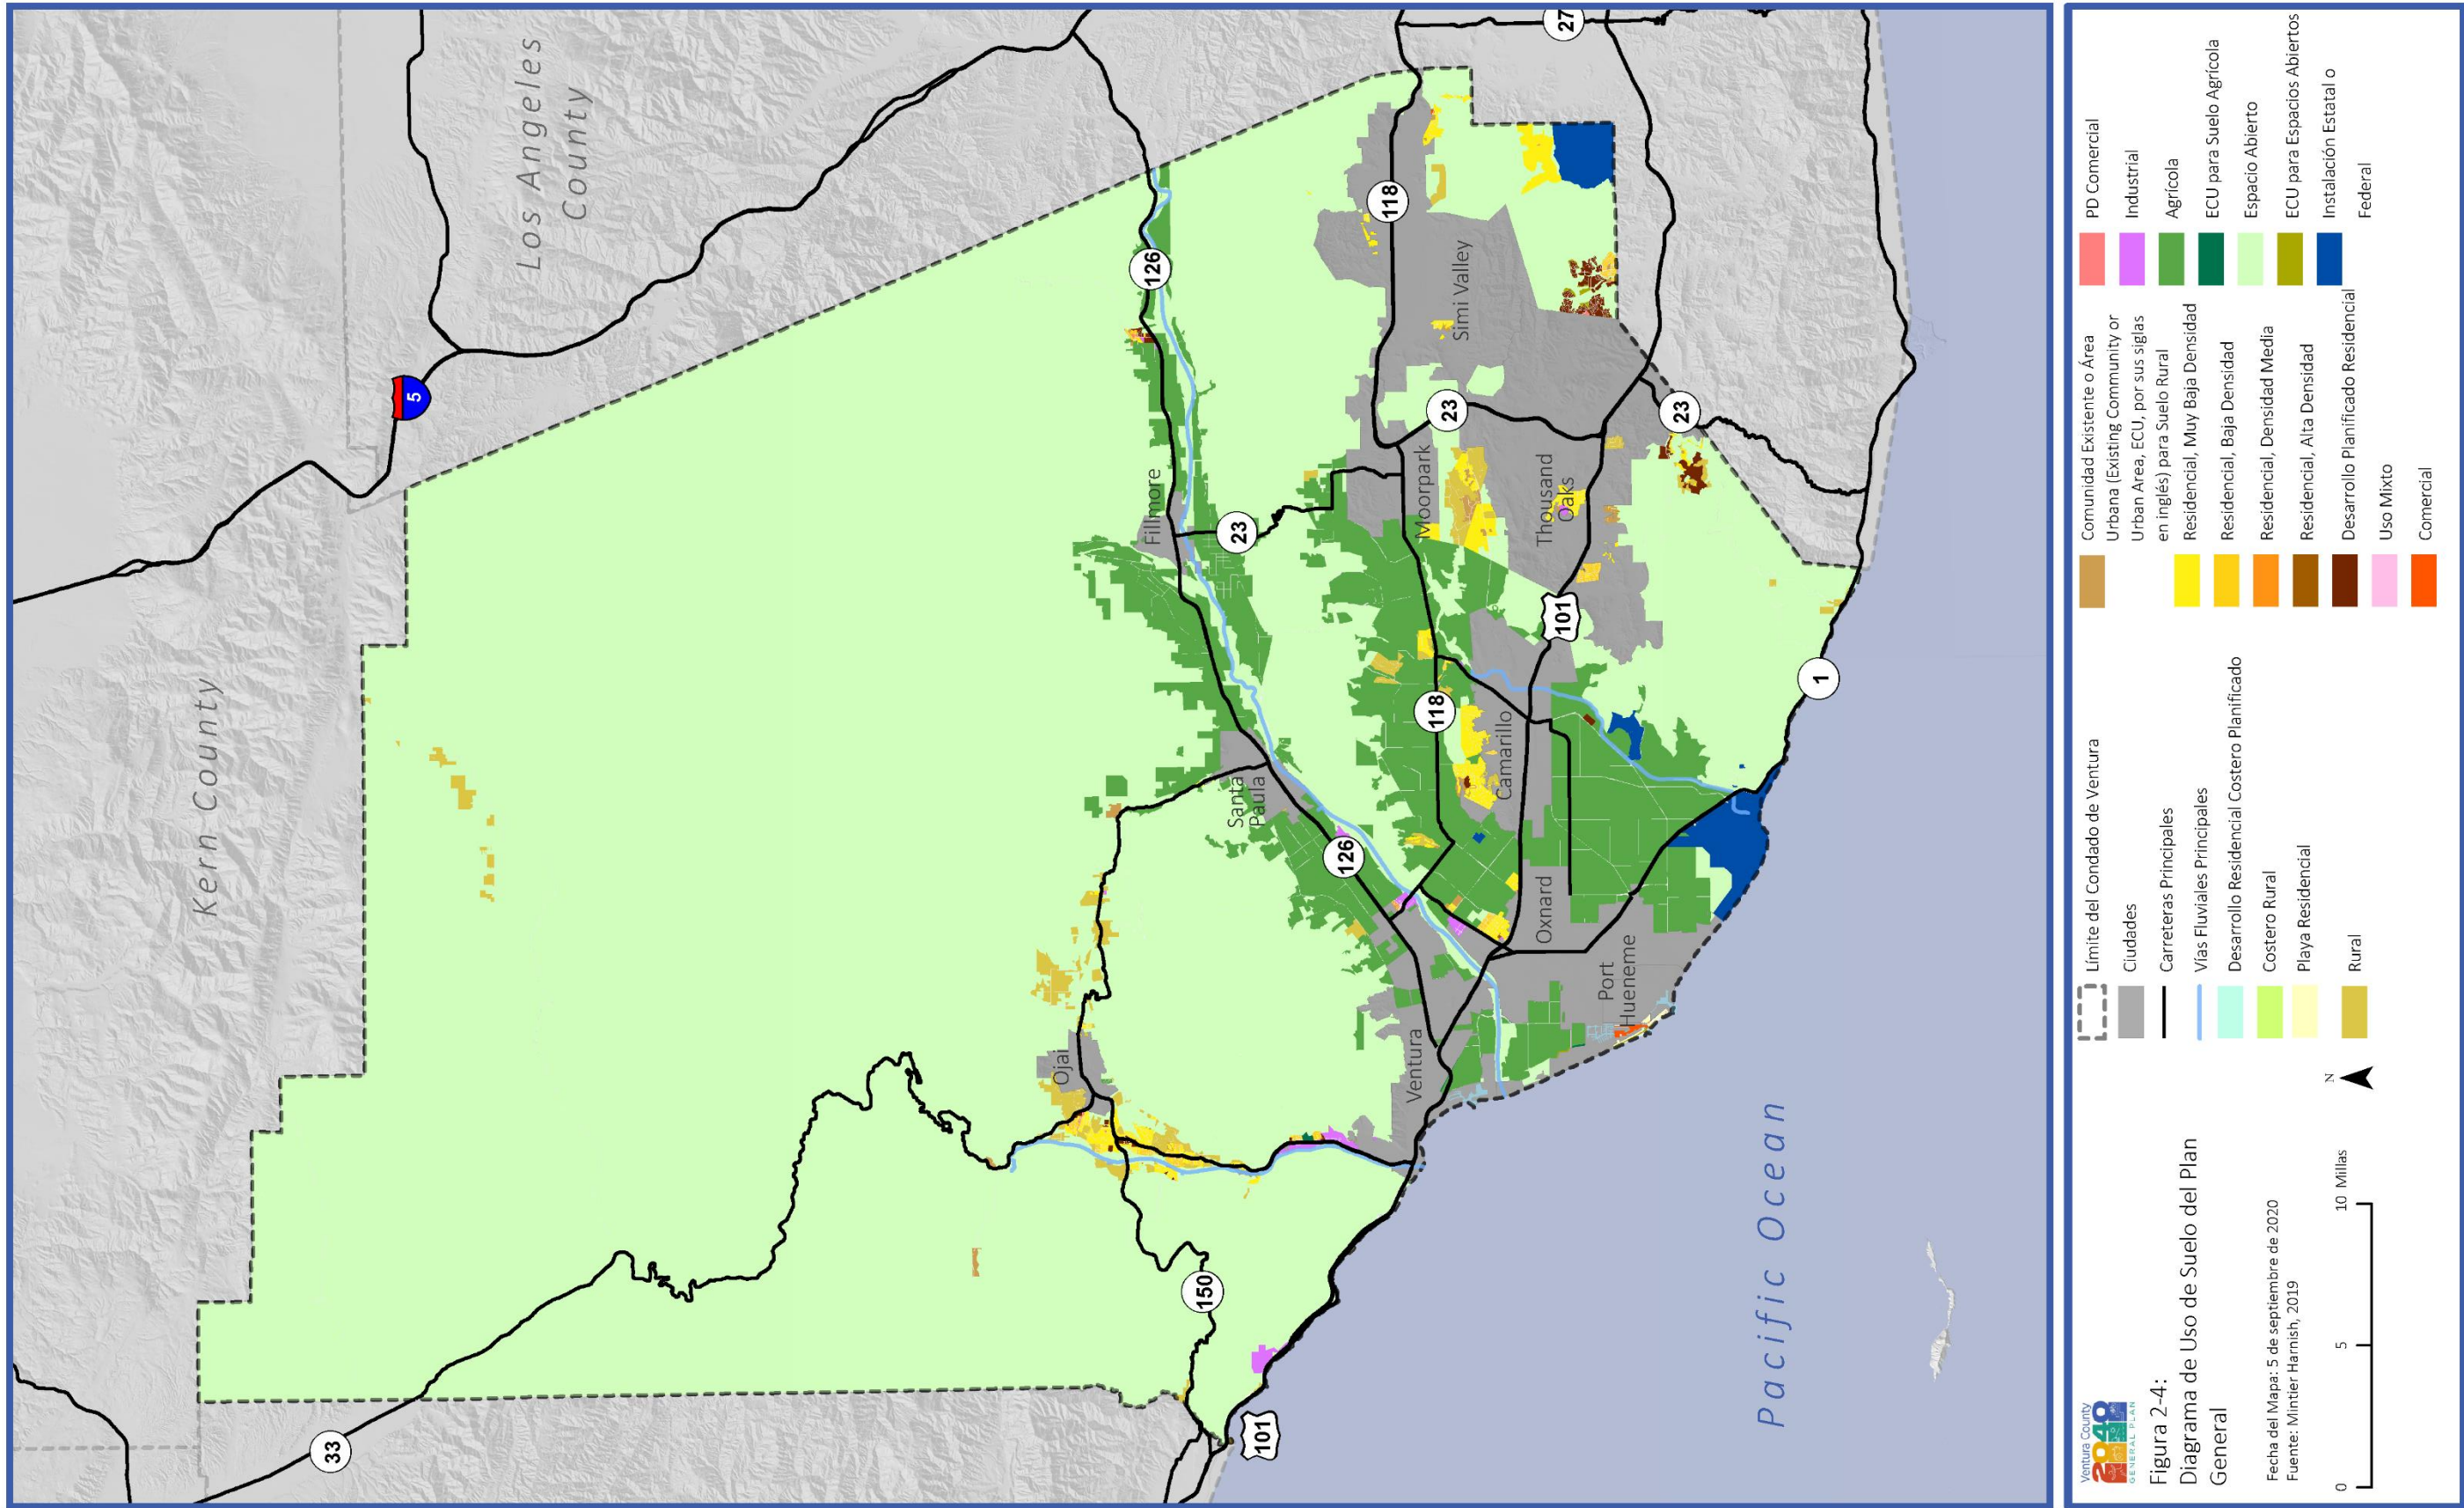 Kern County
Los Angeles
County
Pacific Ocean
5
33
150
101
126
126
23
23
23
118
118
101
1
27
Ojai
Santa
Paula
Fillmore
Ventura
Oxnard
Port
Hueneme
Camarillo
Moorpark
Thousand
Oaks
Simi Valley
Ventura County
2040
GENERAL PLAN
Figura 2-4:
Diagrama de Uso de Suelo del Plan
General
Fecha del Mapa: 5 de septiembre de 2020
Fuente: Mintier Harnish, 2019
0 5 10 Millas
N
Límite del Condado de Ventura
Ciudades
Carreteras Principales
Vías Fluviales Principales
Desarrollo Residencial Costero Planificado
Costero Rural
Playa Residencial
Rural
Comunidad Existente o Área
Urbana (Existing Community or
Urban Area, ECU, por sus siglas
en inglés) para Suelo Rural
Residencial, Muy Baja Densidad
Residencial, Baja Densidad
Residencial, Densidad Media
Residencial, Alta Densidad
Desarrollo Planificado Residencial
Uso Mixto
Comercial
PD Comercial
Industrial
Agrícola
ECU para Suelo Agrícola
Espacio Abierto
ECU para Espacios Abiertos
Instalación Estatal o
Federal